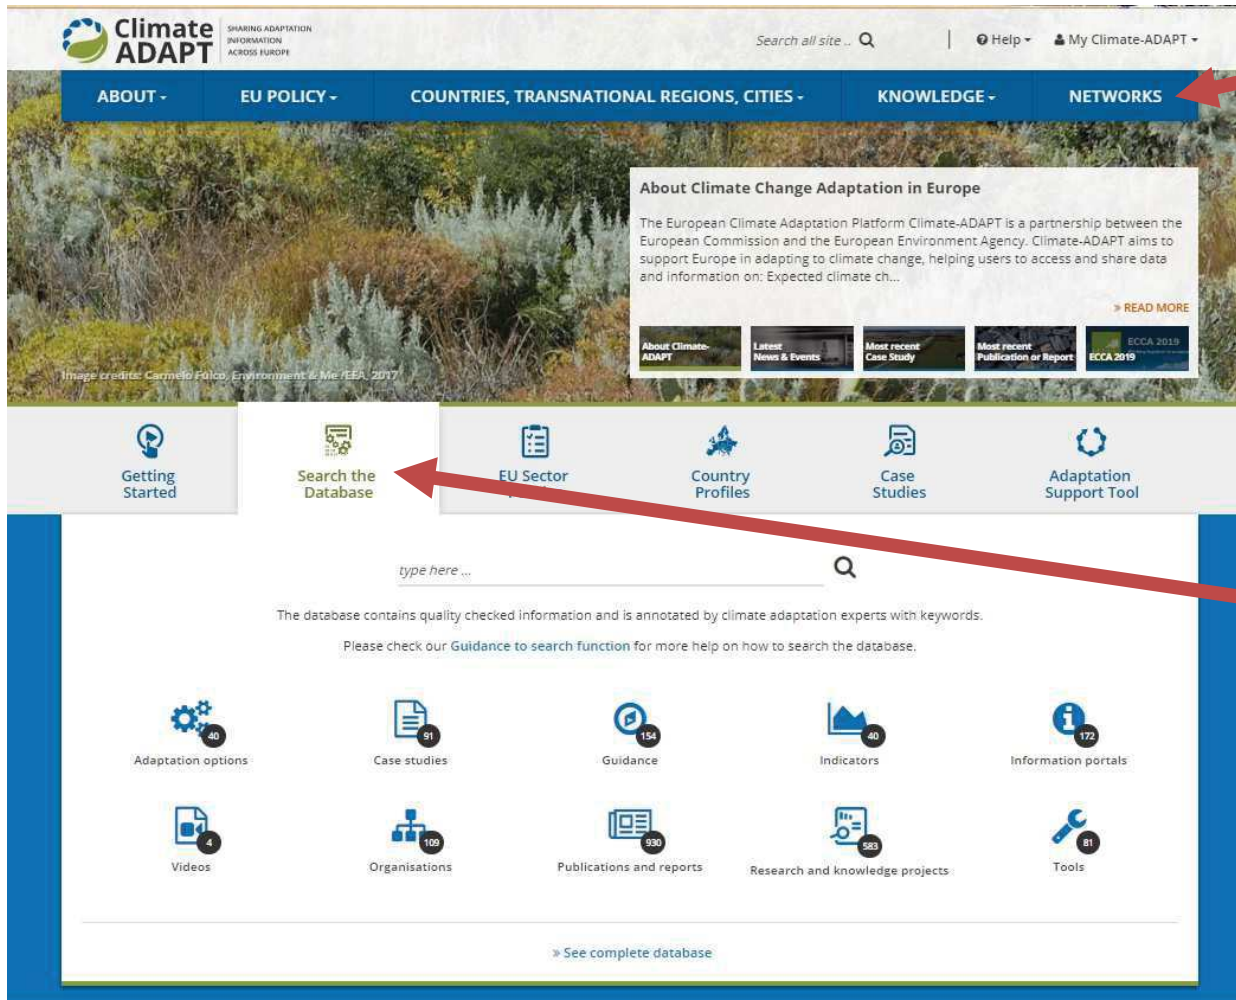 Climate
ADAPT
SHARING ADAPTATION
INFORMATION
ACROSS EUROPE
Search all site ..
Help
My Climate-ADAPT
ABOUT
EU POLICY
COUNTRIES, TRANSNATIONAL REGIONS, CITIES
KNOWLEDGE
NETWORKS
About Climate Change Adaptation in Europe
The European Climate Adaptation Platform Climate-ADAPT is a partnership between the
European Commission and the European Environment Agency. Climate-ADAPT aims to
support Europe in adapting to climate change, helping users to access and share data
and information on: Expected climate ch...
» READ MORE
About Climate-
ADAPT
Latest
News & Events
Most recent
Case Study
Most recent
Publication or Report
ECCA 2019
ECCA 2019
Image credits: Carmelo Fulco, Environment & Me /EEA, 2017
Getting
Started
Search the
Database
EU Sector
Country
Profiles
Case
Studies
Adaptation
Support Tool
type here ...
The database contains quality checked information and is annotated by climate adaptation experts with keywords.
Please check our Guidance to search function for more help on how to search the database.
40
Adaptation options
91
Case studies
154
Guidance
40
Indicators
172
Information portals
4
Videos
109
Organisations
930
Publications and reports
583
Research and knowledge projects
81
Tools
» See complete database